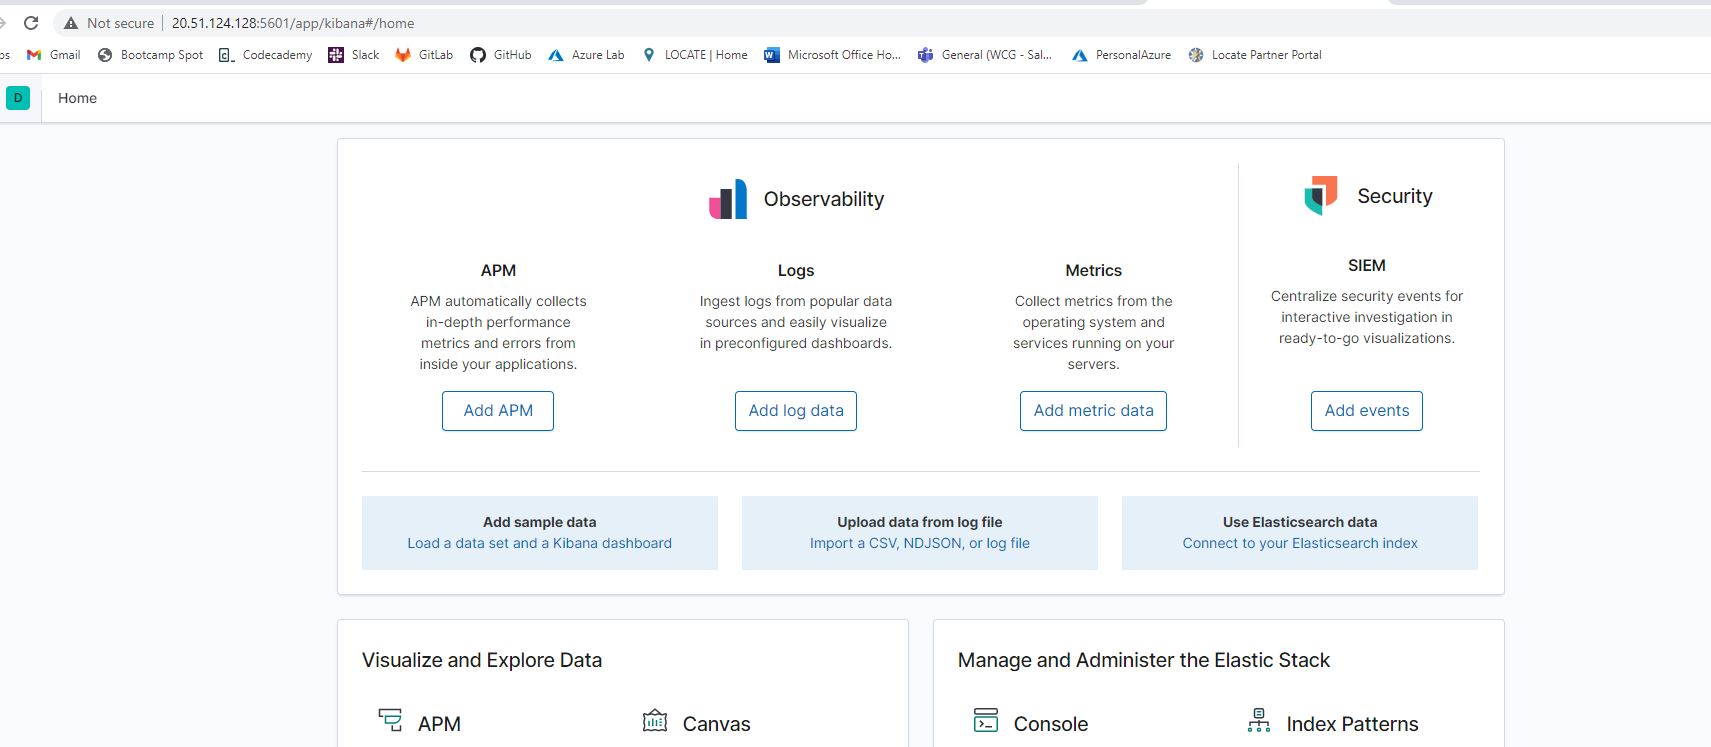 Not secure | 20.51.124.128:5601/app/kibana#/home
Gmail Bootcamp Spot Codecademy Slack GitLab GitHub Azure Lab LOCATE | Home Microsoft Office Ho... General (WCG - Sal... PersonalAzure Locate Partner Portal
D Home
Observability
Security
APM
APM automatically collects
in-depth performance
metrics and errors from
inside your applications.
Add APM
Logs
Ingest logs from popular data
sources and easily visualize
in preconfigured dashboards.
Add log data
Metrics
Collect metrics from the
operating system and
services running on your
servers.
Add metric data
SIEM
Centralize security events for
interactive investigation in
ready-to-go visualizations.
Add events
Add sample data
Load a data set and a Kibana dashboard
Upload data from log file
Import a CSV, NDJSON, or log file
Use Elasticsearch data
Connect to your Elasticsearch index
Visualize and Explore Data
APM
Canvas
Manage and Administer the Elastic Stack
Console
Index Patterns